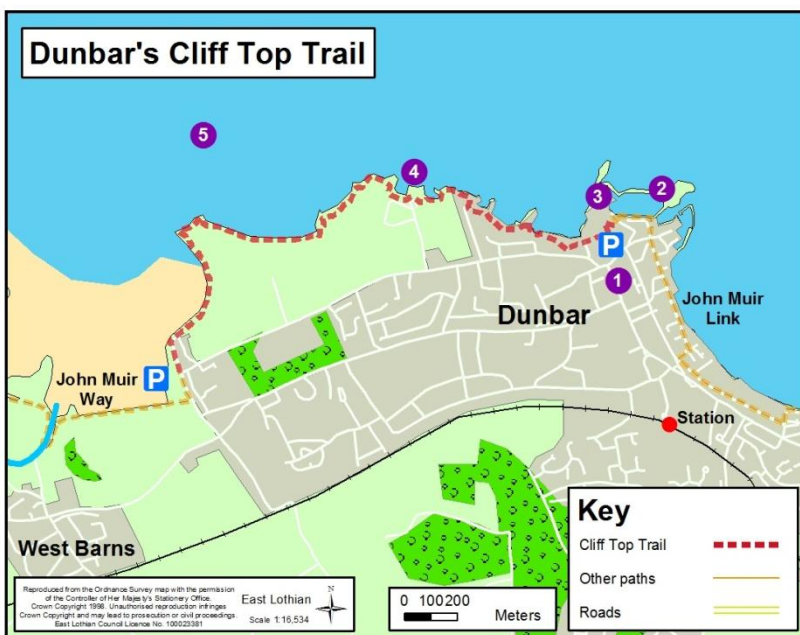 Dunbar's Cliff Top Trail
5
4
3
2
P
1
Dunbar
John Muir
Link
John Muir
Way
P
Station
West Barns
Key
Cliff Top Trail
Other paths
Roads
Reproduced from the Ordnance Survey map with the permission
of the Controller of Her Majesty's Stationery Office.
Crown Copyright 1998. Unauthorised reproduction infringes
Crown Copyright and may lead to prosecution or civil proceedings.
East Lothian Council Licence No. 100023381
East Lothian
Scale 1:16,534
N
0 100200
Meters